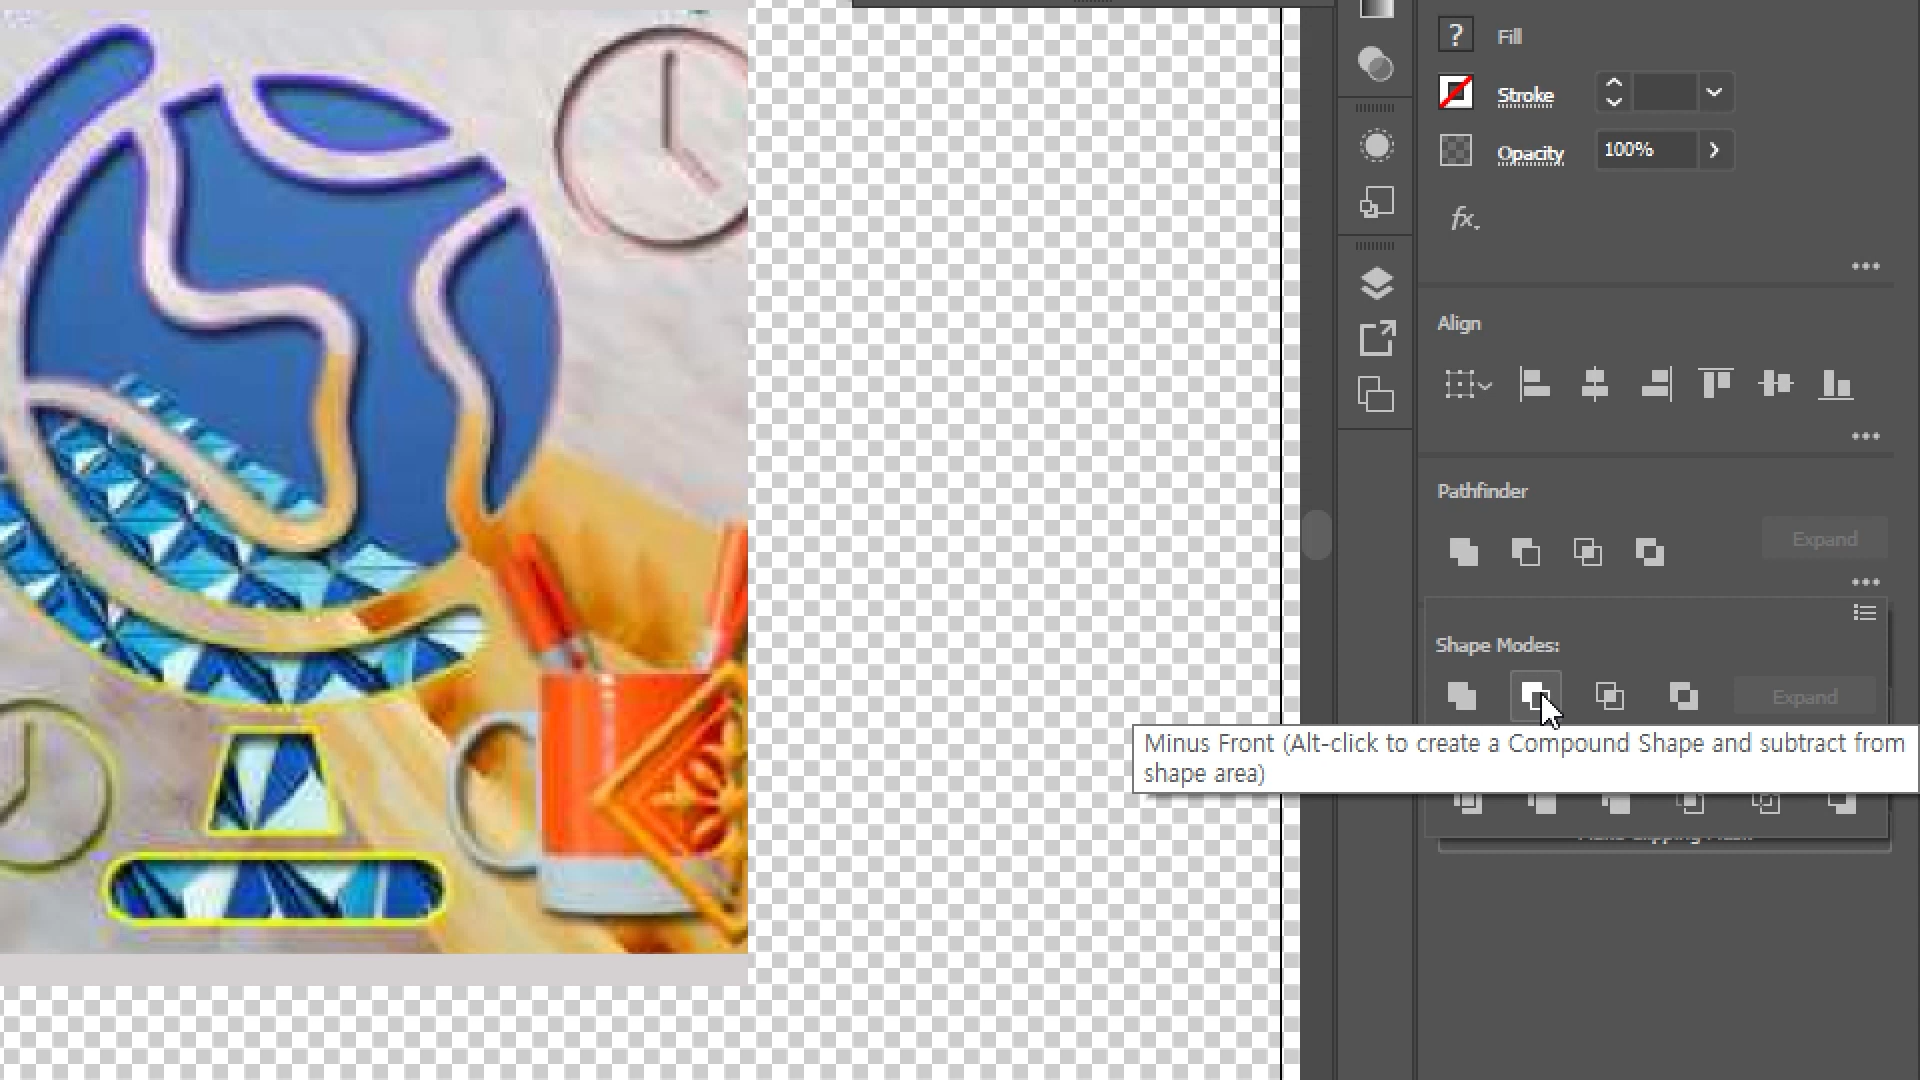 ? Fill
Stroke
Opacity 100%
fx.
Align
Pathfinder
Expand
Shape Modes:
Expand
Minus Front (Alt-click to create a Compound Shape and subtract from
shape area)